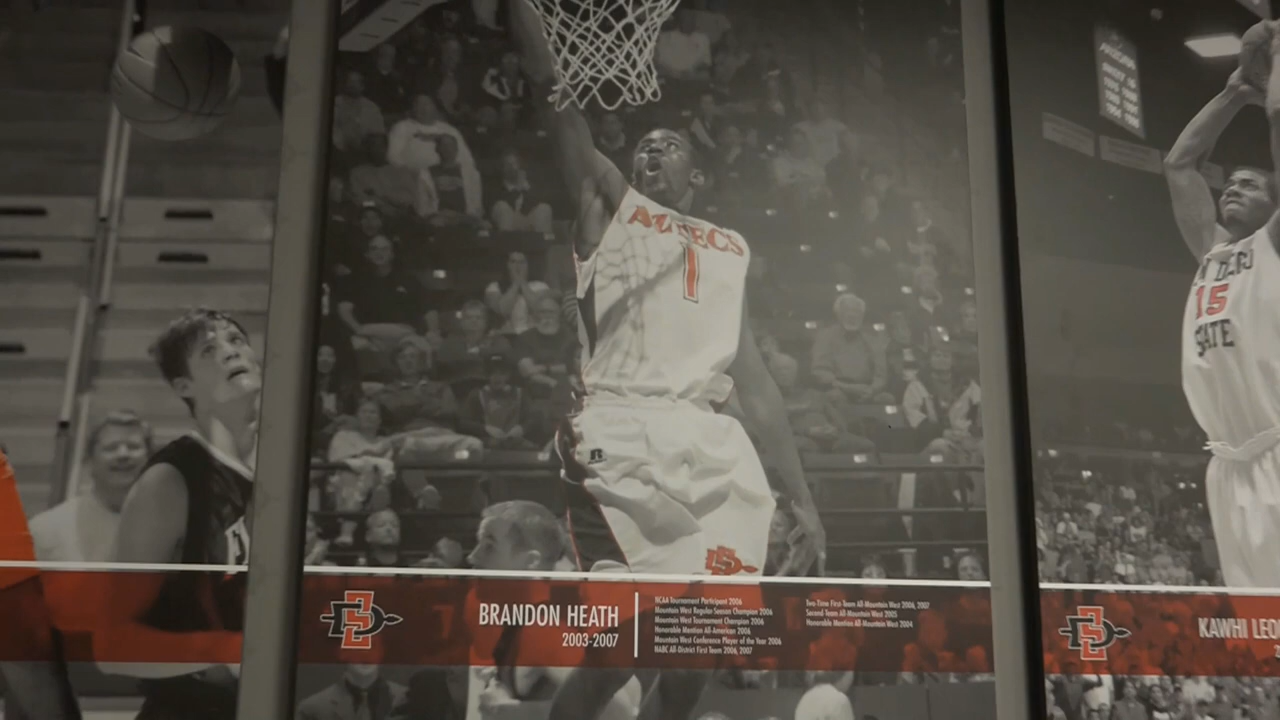 AZTECS
1
R
SAN DIEGO
15
STATE
BRANDON HEATH
2003-2007
NCAA Tournament Participant 2006
Mountain West Regular-Season Champion 2006
Mountain West Tournament Champion 2006
Honorable Mention All-American 2006
Mountain West Conference Player of the Year 2006
NABC All-District First Team 2006, 2007
Two-Time First Team All-Mountain West 2006, 2007
Second Team All-Mountain West 2005
Honorable Mention All-Mountain West 2004
KAWHI LEO